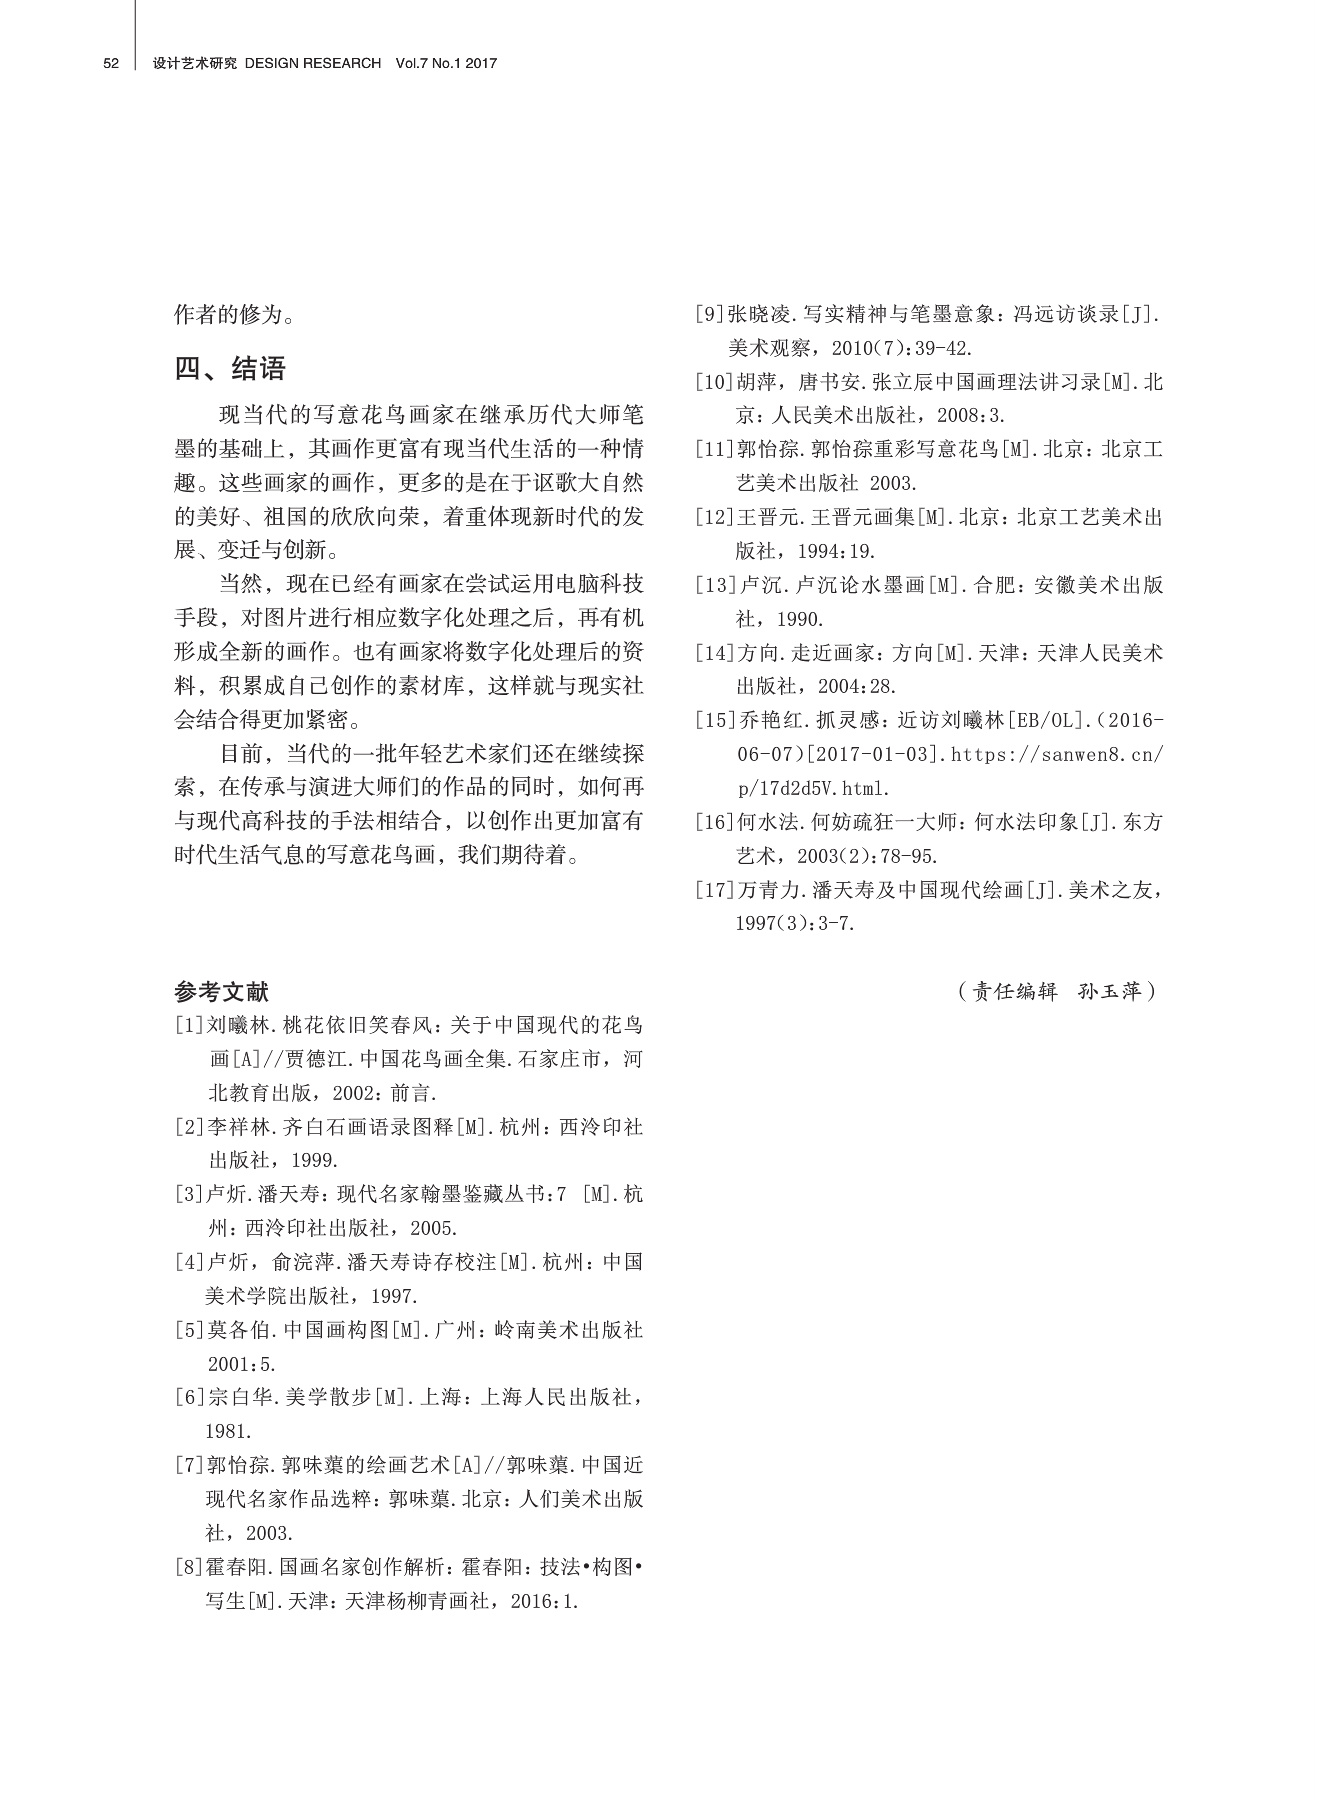 52 设计艺术研究 DESIGN RESEARCH Vol.7 No.1 2017
作者的修为。
四、结语
现当代的写意花鸟画家在继承历代大师笔
墨的基础上，其画作更富有现当代生活的一种情
趣。这些画家的画作，更多的是在于讴歌大自然
的美好、祖国的欣欣向荣，着重体现新时代的发
展、变迁与创新。
当然，现在已经有画家在尝试运用电脑科技
手段，对图片进行相应数字化处理之后，再有机
形成全新的画作。也有画家将数字化处理后的资
料，积累成自己创作的素材库，这样就与现实社
会结合得更加紧密。
目前，当代的一批年轻艺术家们还在继续探
索，在传承与演进大师们的作品的同时，如何再
与现代高科技的手法相结合，以创作出更加富有
时代生活气息的写意花鸟画，我们期待着。
参考文献
[1]刘曦林.桃花依旧笑春风：关于中国现代的花鸟
画[A]//贾德江.中国花鸟画全集.石家庄市，河
北教育出版，2002：前言.
[2]李祥林.齐白石画语录图释[M].杭州：西泠印社
出版社，1999.
[3]卢炘.潘天寿：现代名家翰墨鉴藏丛书:7 [M].杭
州：西泠印社出版社，2005.
[4]卢炘，俞浣萍.潘天寿诗存校注[M].杭州：中国
美术学院出版社，1997.
[5]莫各伯.中国画构图[M].广州：岭南美术出版社
2001:5.
[6]宗白华.美学散步[M].上海：上海人民出版社，
1981.
[7]郭怡孮.郭味蕖的绘画艺术[A]//郭味蕖.中国近
现代名家作品选粹：郭味蕖.北京：人们美术出版
社，2003.
[8]霍春阳.国画名家创作解析：霍春阳：技法•构图•
写生[M].天津：天津杨柳青画社，2016:1.
[9]张晓凌.写实精神与笔墨意象：冯远访谈录[J].
美术观察，2010(7):39-42.
[10]胡萍，唐书安.张立辰中国画理法讲习录[M].北
京：人民美术出版社，2008:3.
[11]郭怡孮.郭怡孮重彩写意花鸟[M].北京：北京工
艺美术出版社 2003.
[12]王晋元.王晋元画集[M].北京：北京工艺美术出
版社，1994:19.
[13]卢沉.卢沉论水墨画[M].合肥：安徽美术出版
社，1990.
[14]方向.走近画家：方向[M].天津：天津人民美术
出版社，2004:28.
[15]乔艳红.抓灵感：近访刘曦林[EB/OL].(2016-
06-07)[2017-01-03].https://sanwen8.cn/
p/17d2d5V.html.
[16]何水法.何妨疏狂一大师：何水法印象[J].东方
艺术，2003(2):78-95.
[17]万青力.潘天寿及中国现代绘画[J].美术之友，
1997(3):3-7.
（责任编辑 孙玉萍）